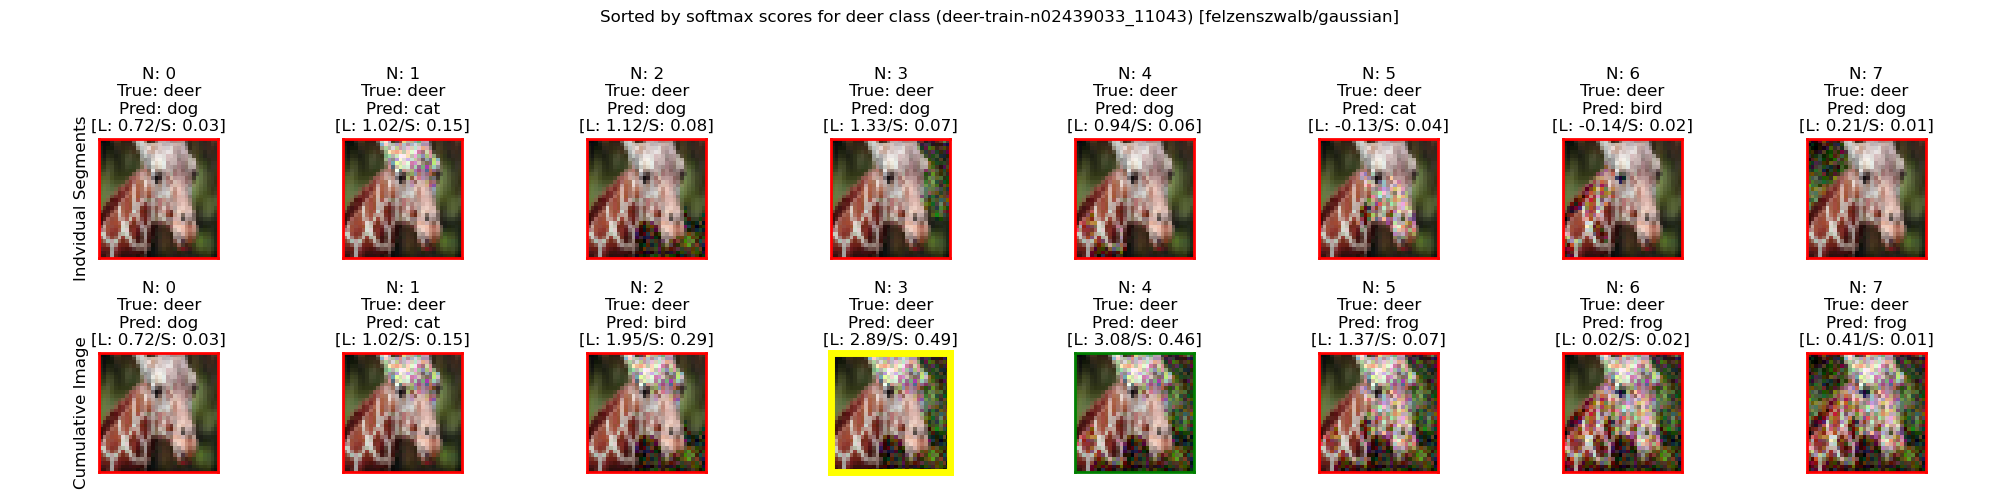 Sorted by softmax scores for deer class (deer-train-n02439033_11043) [felzenszwalb/gaussian]
Indvidual Segments
N: 0
True: deer
Pred: dog
[L: 0.72/S: 0.03]
N: 1
True: deer
Pred: cat
[L: 1.02/S: 0.15]
N: 2
True: deer
Pred: dog
[L: 1.12/S: 0.08]
N: 3
True: deer
Pred: dog
[L: 1.33/S: 0.07]
N: 4
True: deer
Pred: dog
[L: 0.94/S: 0.06]
N: 5
True: deer
Pred: cat
[L: -0.13/S: 0.04]
N: 6
True: deer
Pred: bird
[L: -0.14/S: 0.02]
N: 7
True: deer
Pred: dog
[L: 0.21/S: 0.01]
Cumulative Image
N: 0
True: deer
Pred: dog
[L: 0.72/S: 0.03]
N: 1
True: deer
Pred: cat
[L: 1.02/S: 0.15]
N: 2
True: deer
Pred: bird
[L: 1.95/S: 0.29]
N: 3
True: deer
Pred: deer
[L: 2.89/S: 0.49]
N: 4
True: deer
Pred: deer
[L: 3.08/S: 0.46]
N: 5
True: deer
Pred: frog
[L: 1.37/S: 0.07]
N: 6
True: deer
Pred: frog
[L: 0.02/S: 0.02]
N: 7
True: deer
Pred: frog
[L: 0.41/S: 0.01]